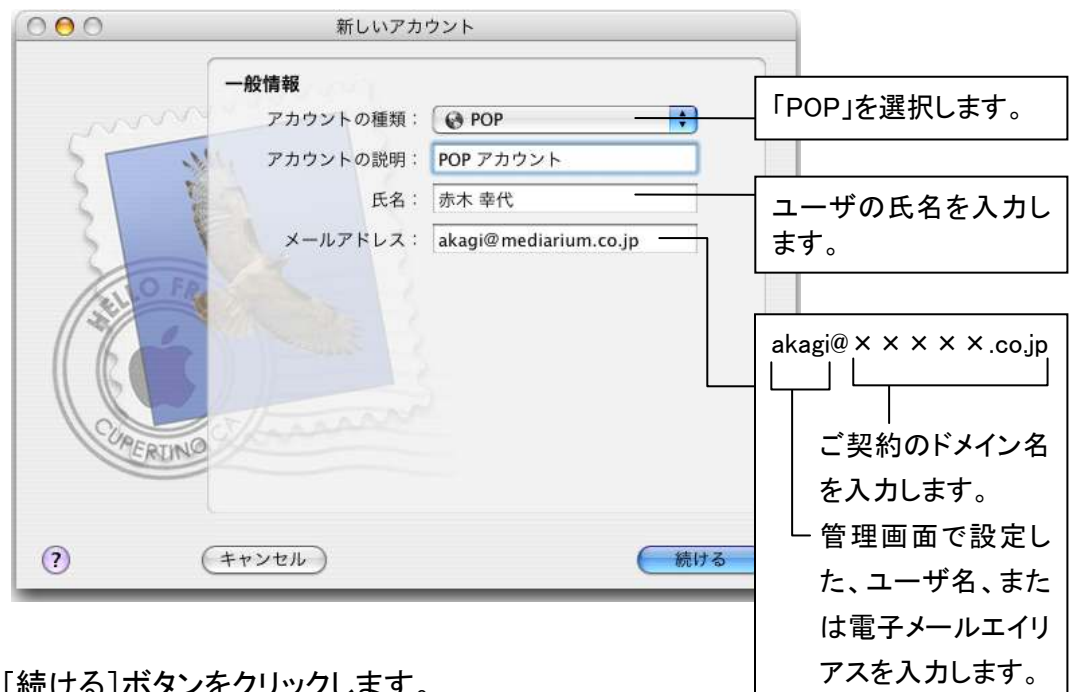 新しいアカウント
一般情報
アカウントの種類： POP
アカウントの説明： POP アカウント
氏名： 赤木 幸代
メールアドレス： akagi@mediarium.co.jp
HELLO FR
CUPERTINO CA
? キャンセル 続ける
「POP」を選択します。
ユーザの氏名を入力し
ます。
akagi@×××××.co.jp
ご契約のドメイン名
を入力します。
管理画面で設定し
た、ユーザ名、また
は電子メールエイリ
アスを入力します。
[続ける]ボタンをクリックします。